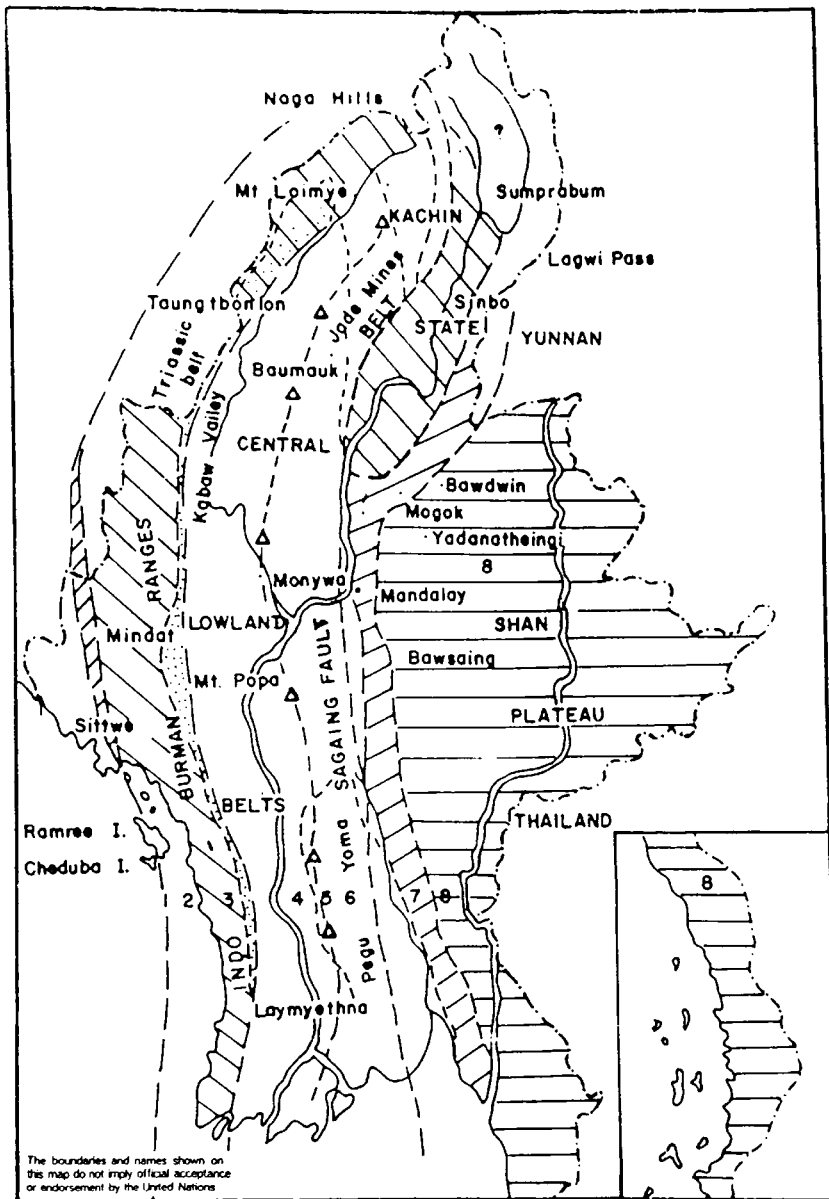 Naga Hills
?
Mt Loimye
Sumprabum
KACHIN
Lagwi Pass
Taungtbonlon
Jade Mines
BELT
Sinbo
STATE
YUNNAN
Triassic
belt
Baumauk
Kabaw Valley
CENTRAL
Bawdwin
Mogok
Yadanatheing
8
RANGES
Monywa
Mandalay
LOWLAND
SHAN
Mindat
Bawsaing
Mt. Popa
SAGAING FAULT
PLATEAU
Sittwe
BURMAN
BELTS
THAILAND
Ramree I.
Yoma
Cheduba I.
8
2 3 4 5 6 7 8
INDO
Pegu
Laymyethna
The boundaries and names shown on
this map do not imply official acceptance
or endorsement by the United Nations